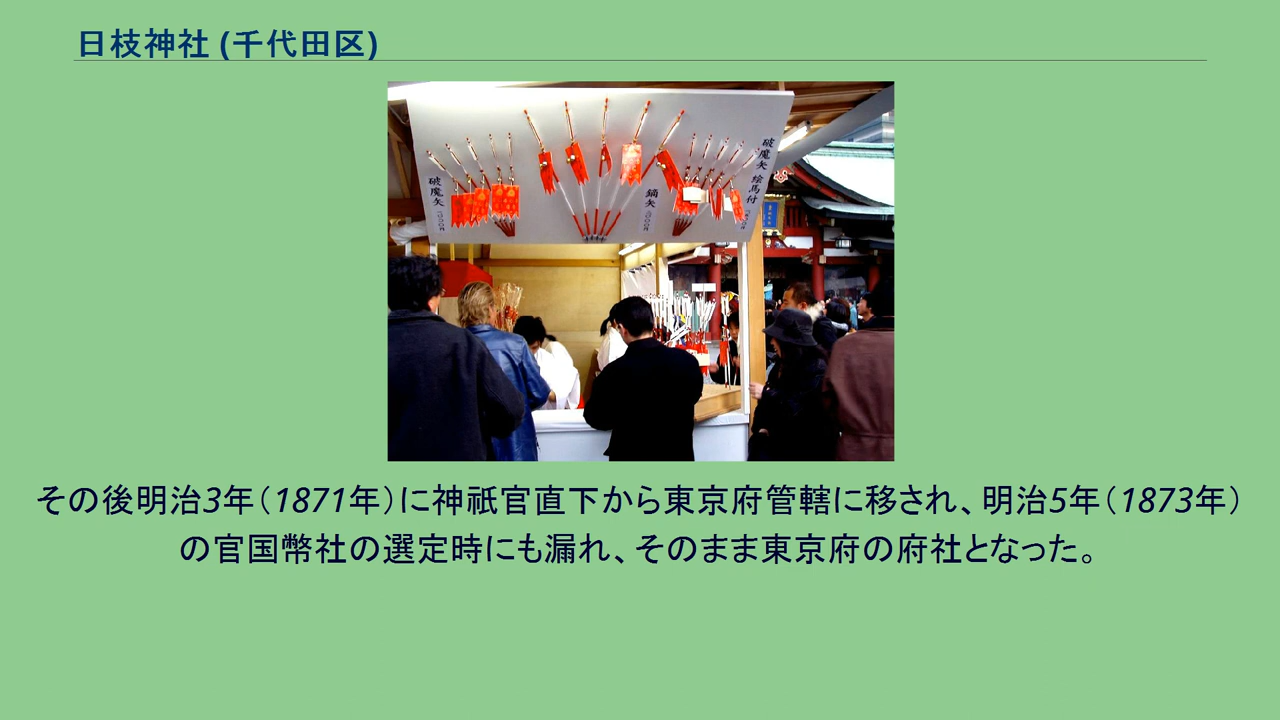 日枝神社 (千代田区)
破魔矢
鏑矢
破魔矢 絵馬付
その後明治3年（1871年）に神祇官直下から東京府管轄に移され、明治5年（1873年）
の官国幣社の選定時にも漏れ、そのまま東京府の府社となった。